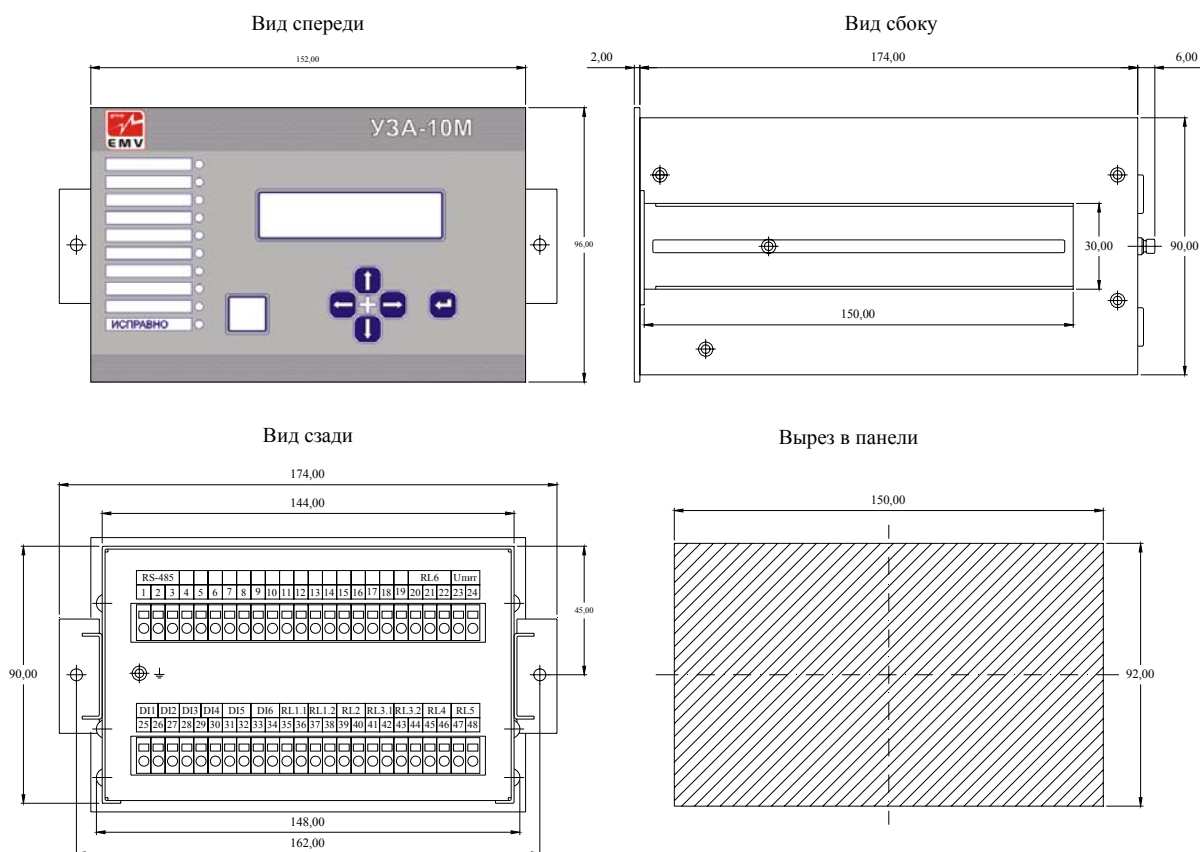 Вид спереди
Вид сбоку
152,00
2,00
174,00
6,00
EMV
УЗА-10М
96,00
30,00
90,00
150,00
ИСПРАВНО
Вид сзади
Вырез в панели
174,00
144,00
150,00
RS-485 RL6 Uпит
1 2 3 4 5 6 7 8 9 10 11 12 13 14 15 16 17 18 19 20 21 22 23 24
45,00
90,00
92,00
DI1 DI2 DI3 DI4 DI5 DI6 RL1.1 RL1.2 RL2 RL3.1 RL3.2 RL4 RL5
25 26 27 28 29 30 31 32 33 34 35 36 37 38 39 40 41 42 43 44 45 46 47 48
148,00
162,00